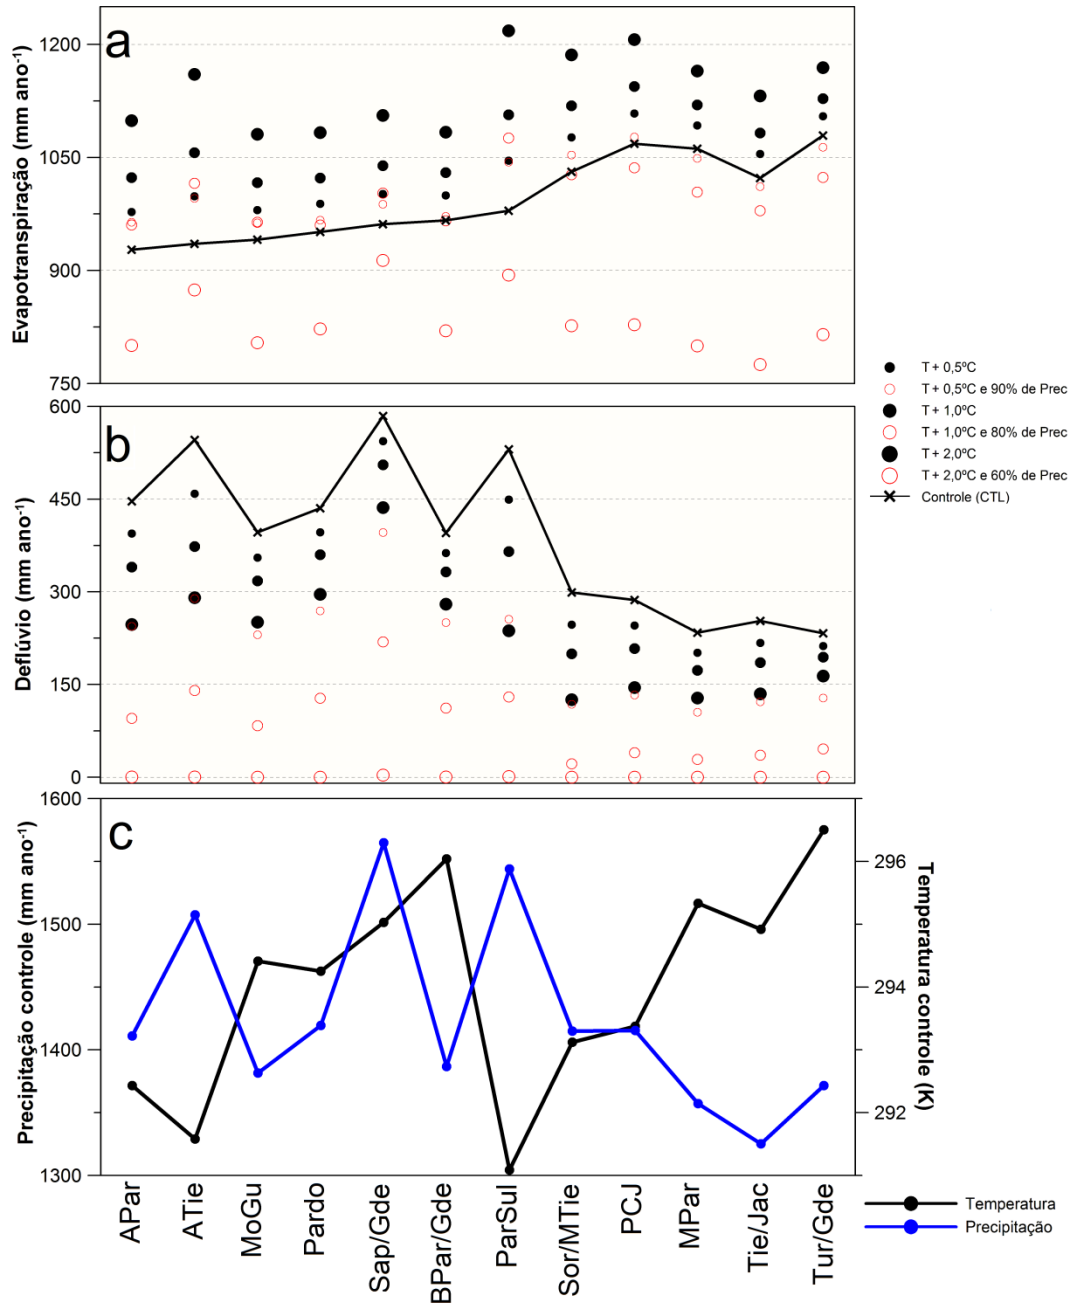 a
Evapotranspiração (mm ano⁻¹)
1200
1050
900
750
T + 0,5ºC
T + 0,5ºC e 90% de Prec
T + 1,0ºC
T + 1,0ºC e 80% de Prec
T + 2,0ºC
T + 2,0ºC e 60% de Prec
Controle (CTL)
b
Deflúvio (mm ano⁻¹)
600
450
300
150
0
c
Precipitação controle (mm ano⁻¹)
1600
1500
1400
1300
296
294
292
Temperatura controle (K)
APar
ATie
MoGu
Pardo
Sap/Gde
BPar/Gde
ParSul
Sor/MTie
PCJ
MPar
Tie/Jac
Tur/Gde
Temperatura
Precipitação